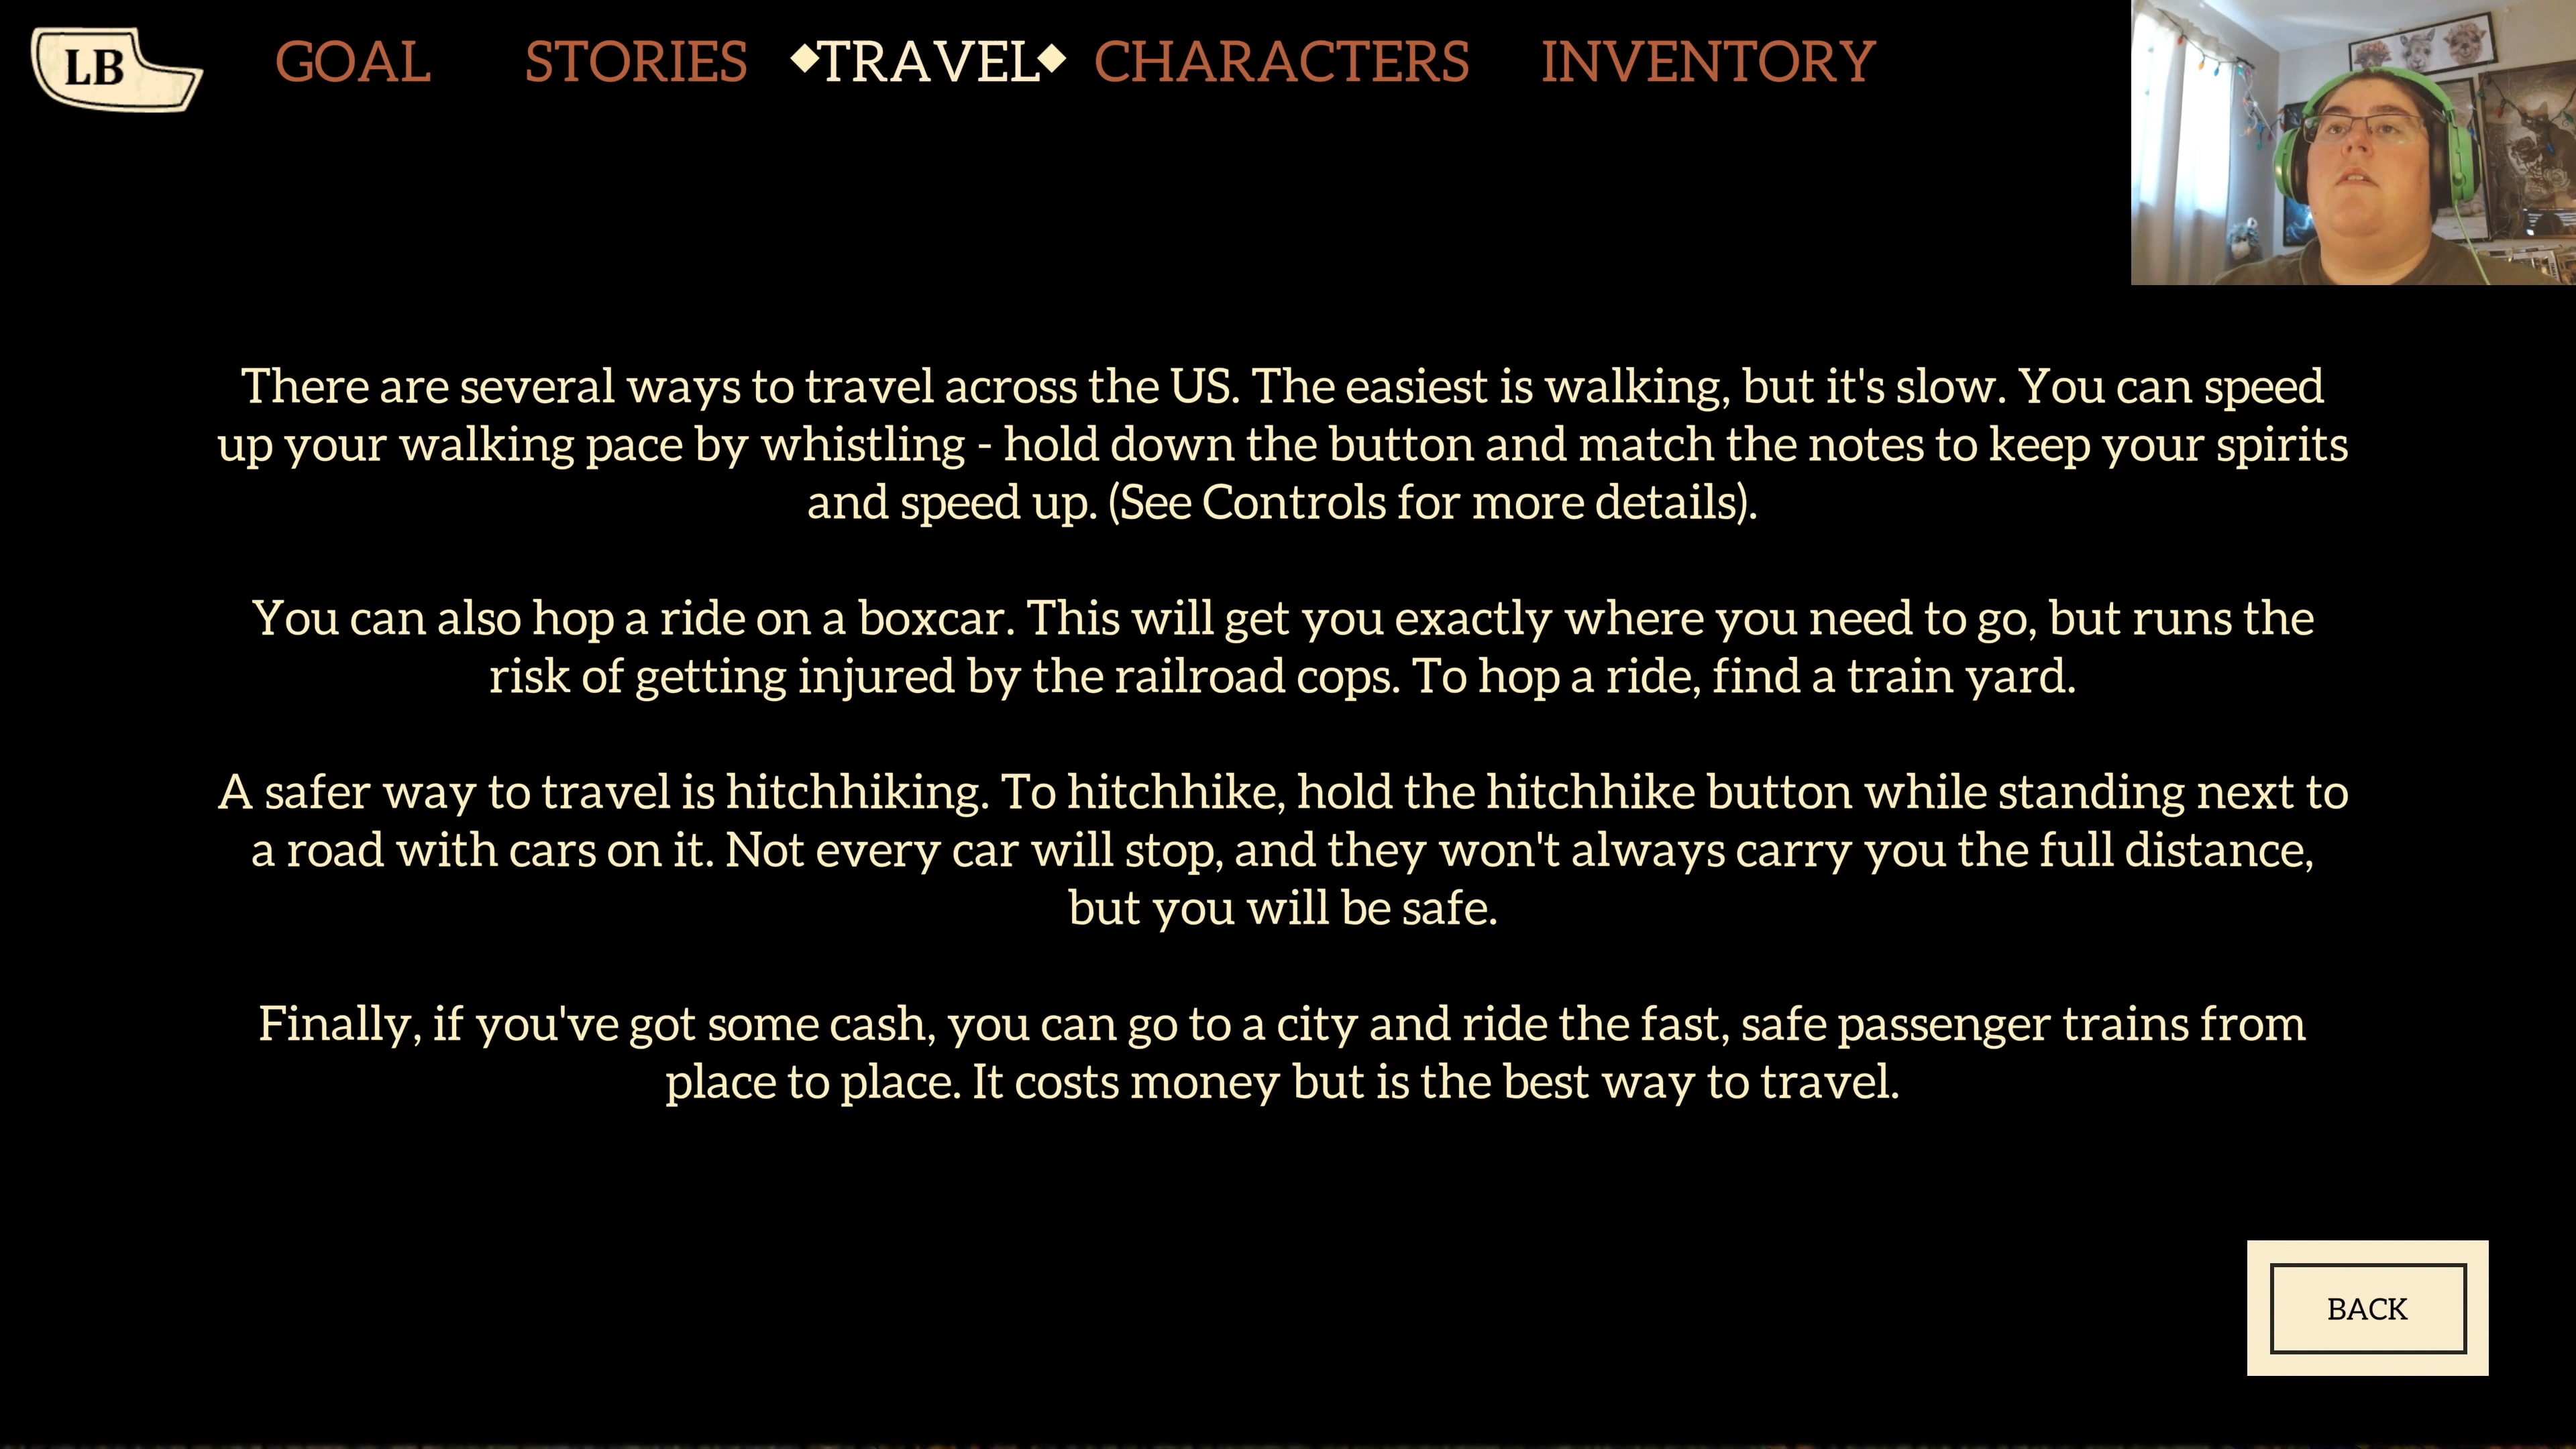 LB
GOAL STORIES TRAVEL CHARACTERS INVENTORY
There are several ways to travel across the US. The easiest is walking, but it's slow. You can speed
up your walking pace by whistling - hold down the button and match the notes to keep your spirits
and speed up. (See Controls for more details).
You can also hop a ride on a boxcar. This will get you exactly where you need to go, but runs the
risk of getting injured by the railroad cops. To hop a ride, find a train yard.
A safer way to travel is hitchhiking. To hitchhike, hold the hitchhike button while standing next to
a road with cars on it. Not every car will stop, and they won't always carry you the full distance,
but you will be safe.
Finally, if you've got some cash, you can go to a city and ride the fast, safe passenger trains from
place to place. It costs money but is the best way to travel.
BACK